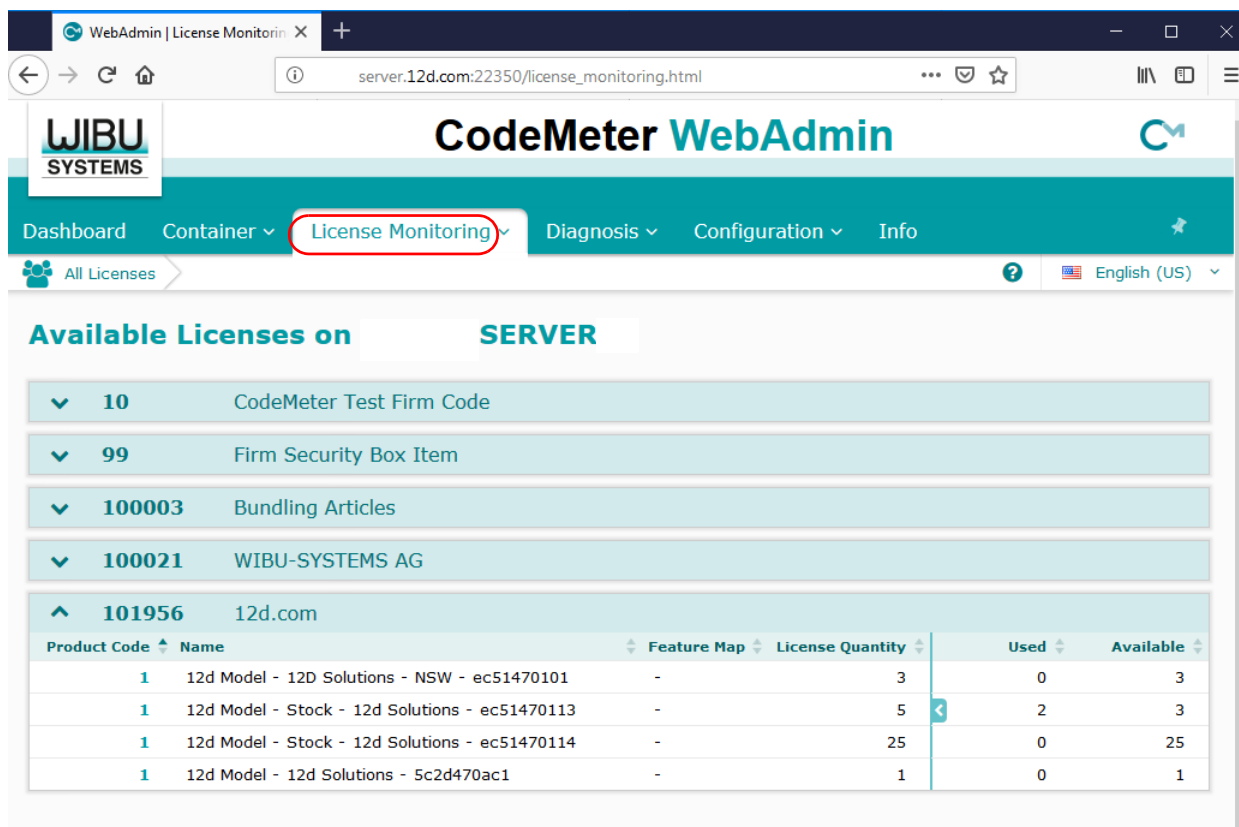 WebAdmin | License Monitorin
server.12d.com:22350/license_monitoring.html
WIBU
SYSTEMS
CodeMeter WebAdmin
CM
Dashboard Container License Monitoring Diagnosis Configuration Info
All Licenses
? English (US)
Available Licenses on SERVER
10 CodeMeter Test Firm Code
99 Firm Security Box Item
100003 Bundling Articles
100021 WIBU-SYSTEMS AG
101956 12d.com
Product Code Name Feature Map License Quantity Used Available
1 12d Model - 12D Solutions - NSW - ec51470101 - 3 0 3
1 12d Model - Stock - 12d Solutions - ec51470113 - 5 2 3
1 12d Model - Stock - 12d Solutions - ec51470114 - 25 0 25
1 12d Model - 12d Solutions - 5c2d470ac1 - 1 0 1